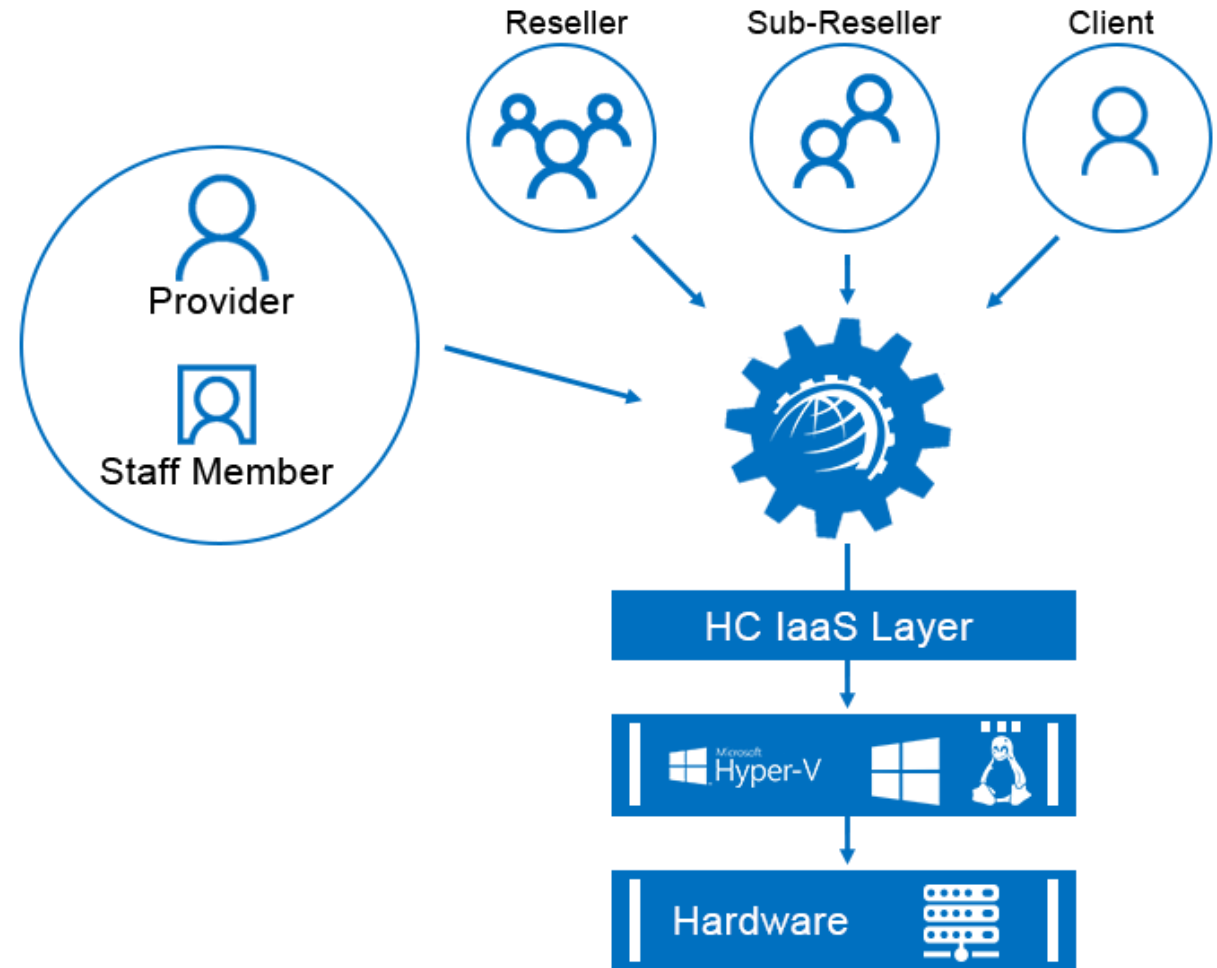 Reseller
Sub-Reseller
Client
Provider
Staff Member
HC IaaS Layer
Microsoft
Hyper-V
Hardware